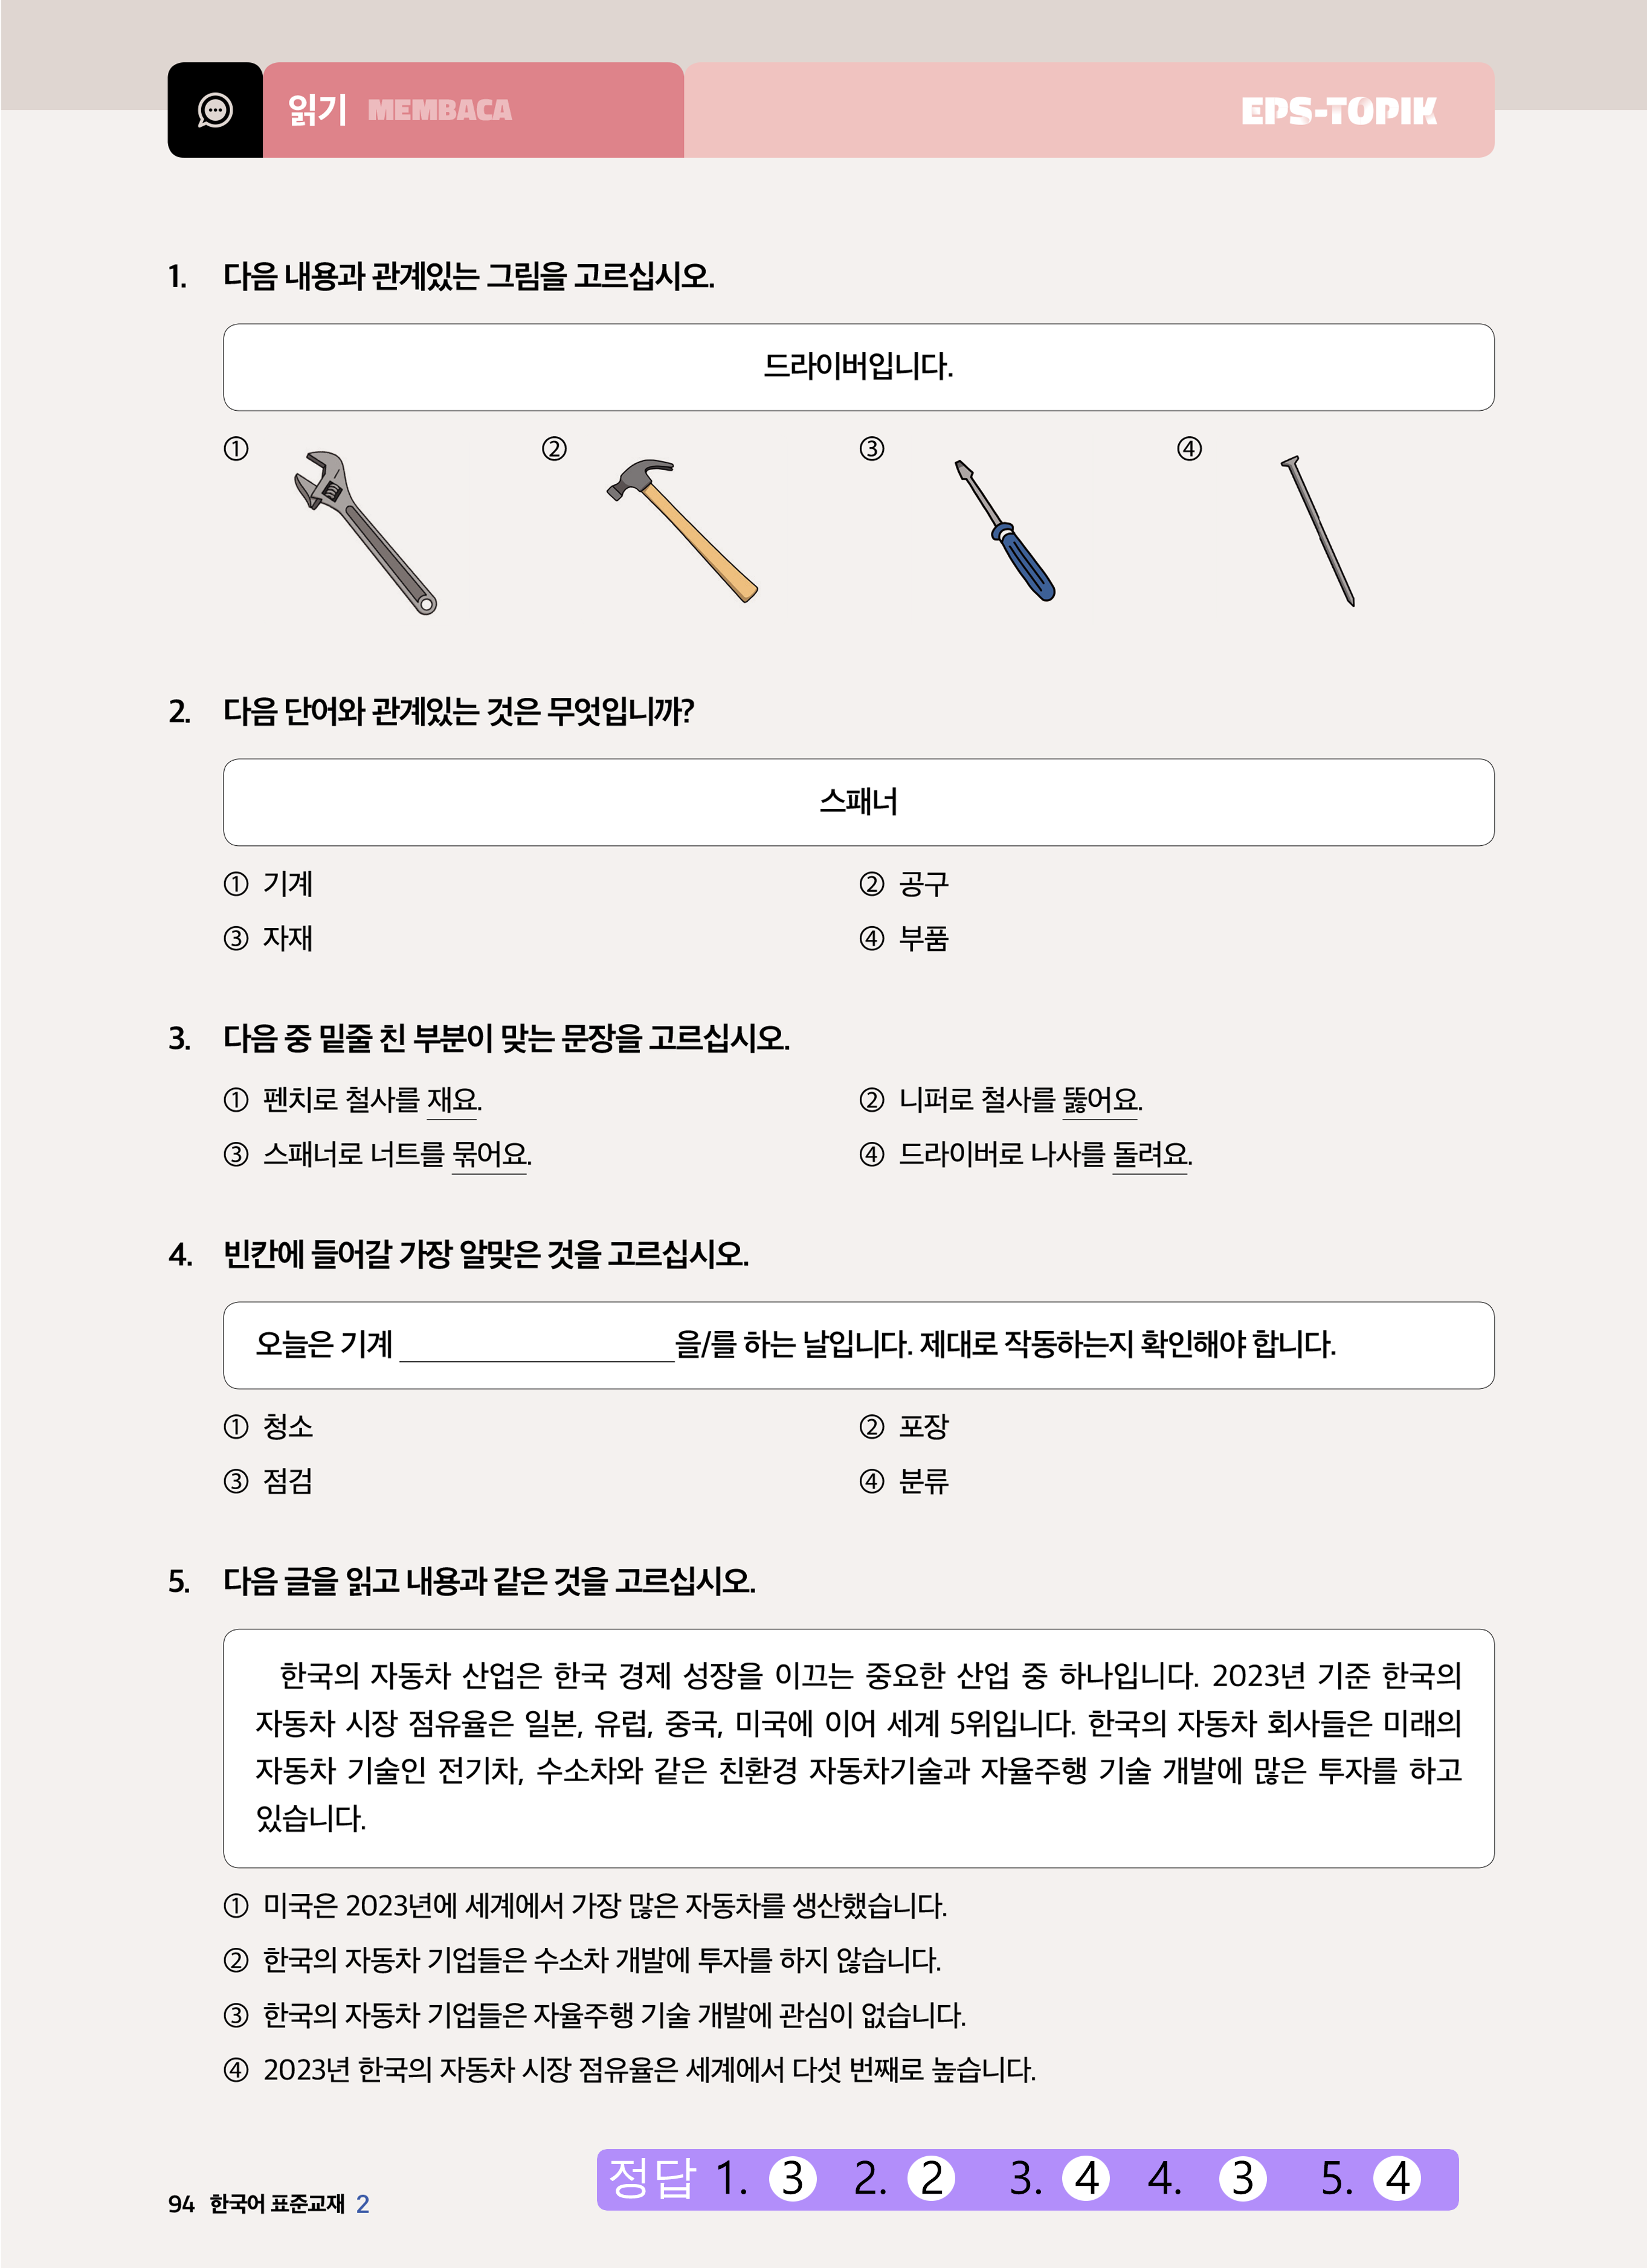 읽기 MEMBACA
EPS-TOPIK
1. 다음 내용과 관계있는 그림을 고르십시오.
드라이버입니다.
① ② ③ ④
2. 다음 단어와 관계있는 것은 무엇입니까?
스패너
① 기계 ② 공구
③ 자재 ④ 부품
3. 다음 중 밑줄 친 부분이 맞는 문장을 고르십시오.
① 펜치로 철사를 재요. ② 니퍼로 철사를 뚫어요.
③ 스패너로 너트를 묶어요. ④ 드라이버로 나사를 돌려요.
4. 빈칸에 들어갈 가장 알맞은 것을 고르십시오.
오늘은 기계 ____________________을/를 하는 날입니다. 제대로 작동하는지 확인해야 합니다.
① 청소 ② 포장
③ 점검 ④ 분류
5. 다음 글을 읽고 내용과 같은 것을 고르십시오.
한국의 자동차 산업은 한국 경제 성장을 이끄는 중요한 산업 중 하나입니다. 2023년 기준 한국의
자동차 시장 점유율은 일본, 유럽, 중국, 미국에 이어 세계 5위입니다. 한국의 자동차 회사들은 미래의
자동차 기술인 전기차, 수소차와 같은 친환경 자동차기술과 자율주행 기술 개발에 많은 투자를 하고
있습니다.
① 미국은 2023년에 세계에서 가장 많은 자동차를 생산했습니다.
② 한국의 자동차 기업들은 수소차 개발에 투자를 하지 않습니다.
③ 한국의 자동차 기업들은 자율주행 기술 개발에 관심이 없습니다.
④ 2023년 한국의 자동차 시장 점유율은 세계에서 다섯 번째로 높습니다.
정답 1. 3 2. 2 3. 4 4. 3 5. 4
94 한국어 표준교재 2